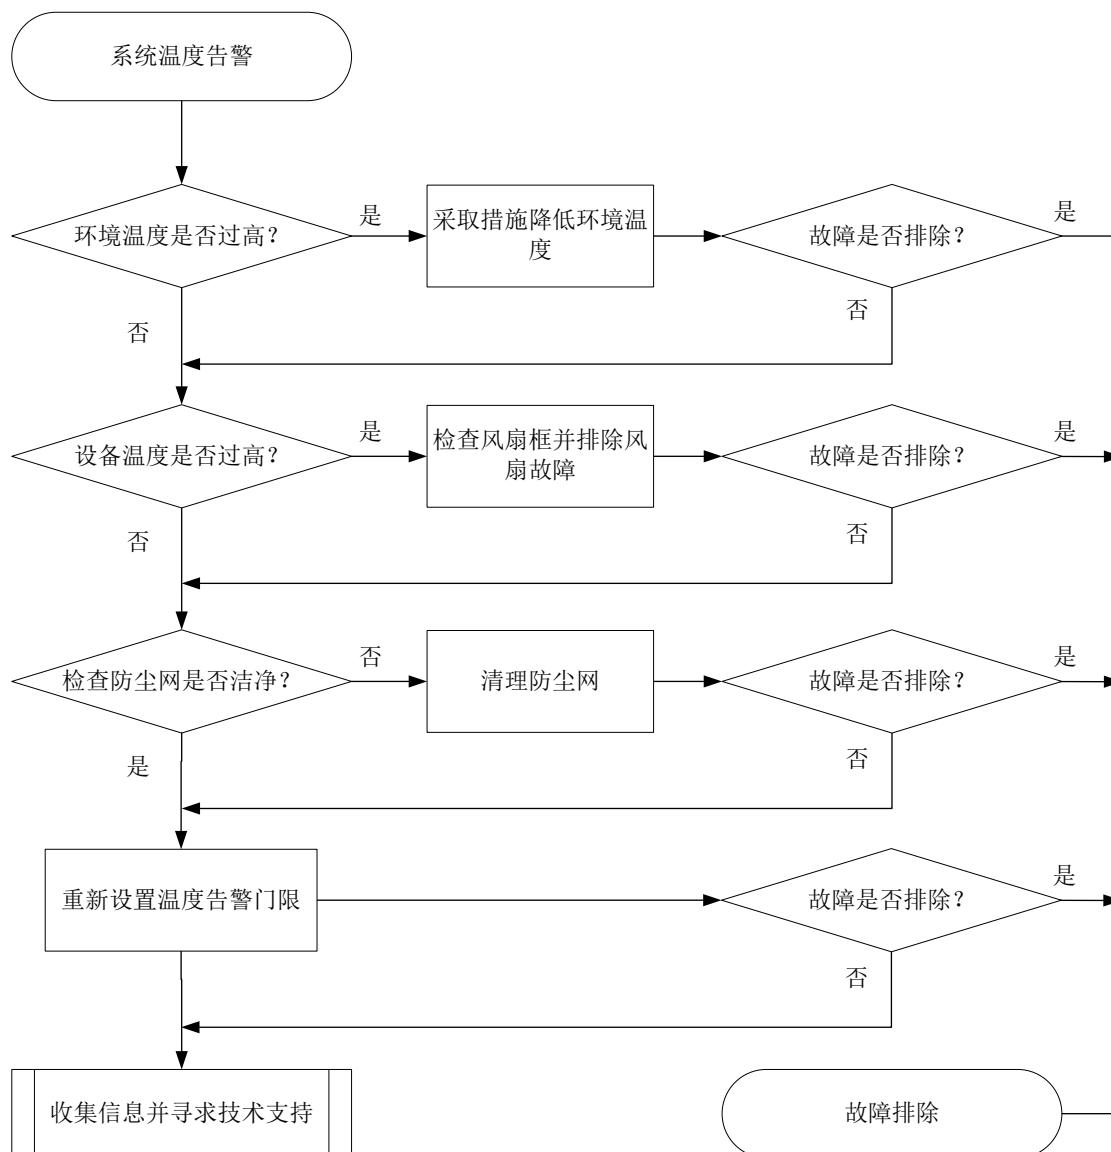 系统温度告警
环境温度是否过高？
是
采取措施降低环境温
度
故障是否排除？
是
否
否
设备温度是否过高？
是
检查风扇框并排除风
扇故障
故障是否排除？
是
否
否
检查防尘网是否洁净？
否
清理防尘网
故障是否排除？
是
是
否
重新设置温度告警门限
故障是否排除？
是
否
收集信息并寻求技术支持
故障排除